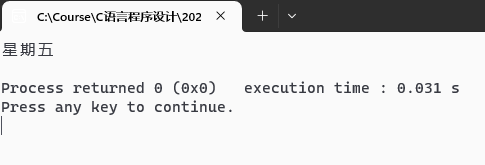 C:\Course\C语言程序设计\202
星期五
Process returned 0 (0x0)   execution time : 0.031 s
Press any key to continue.